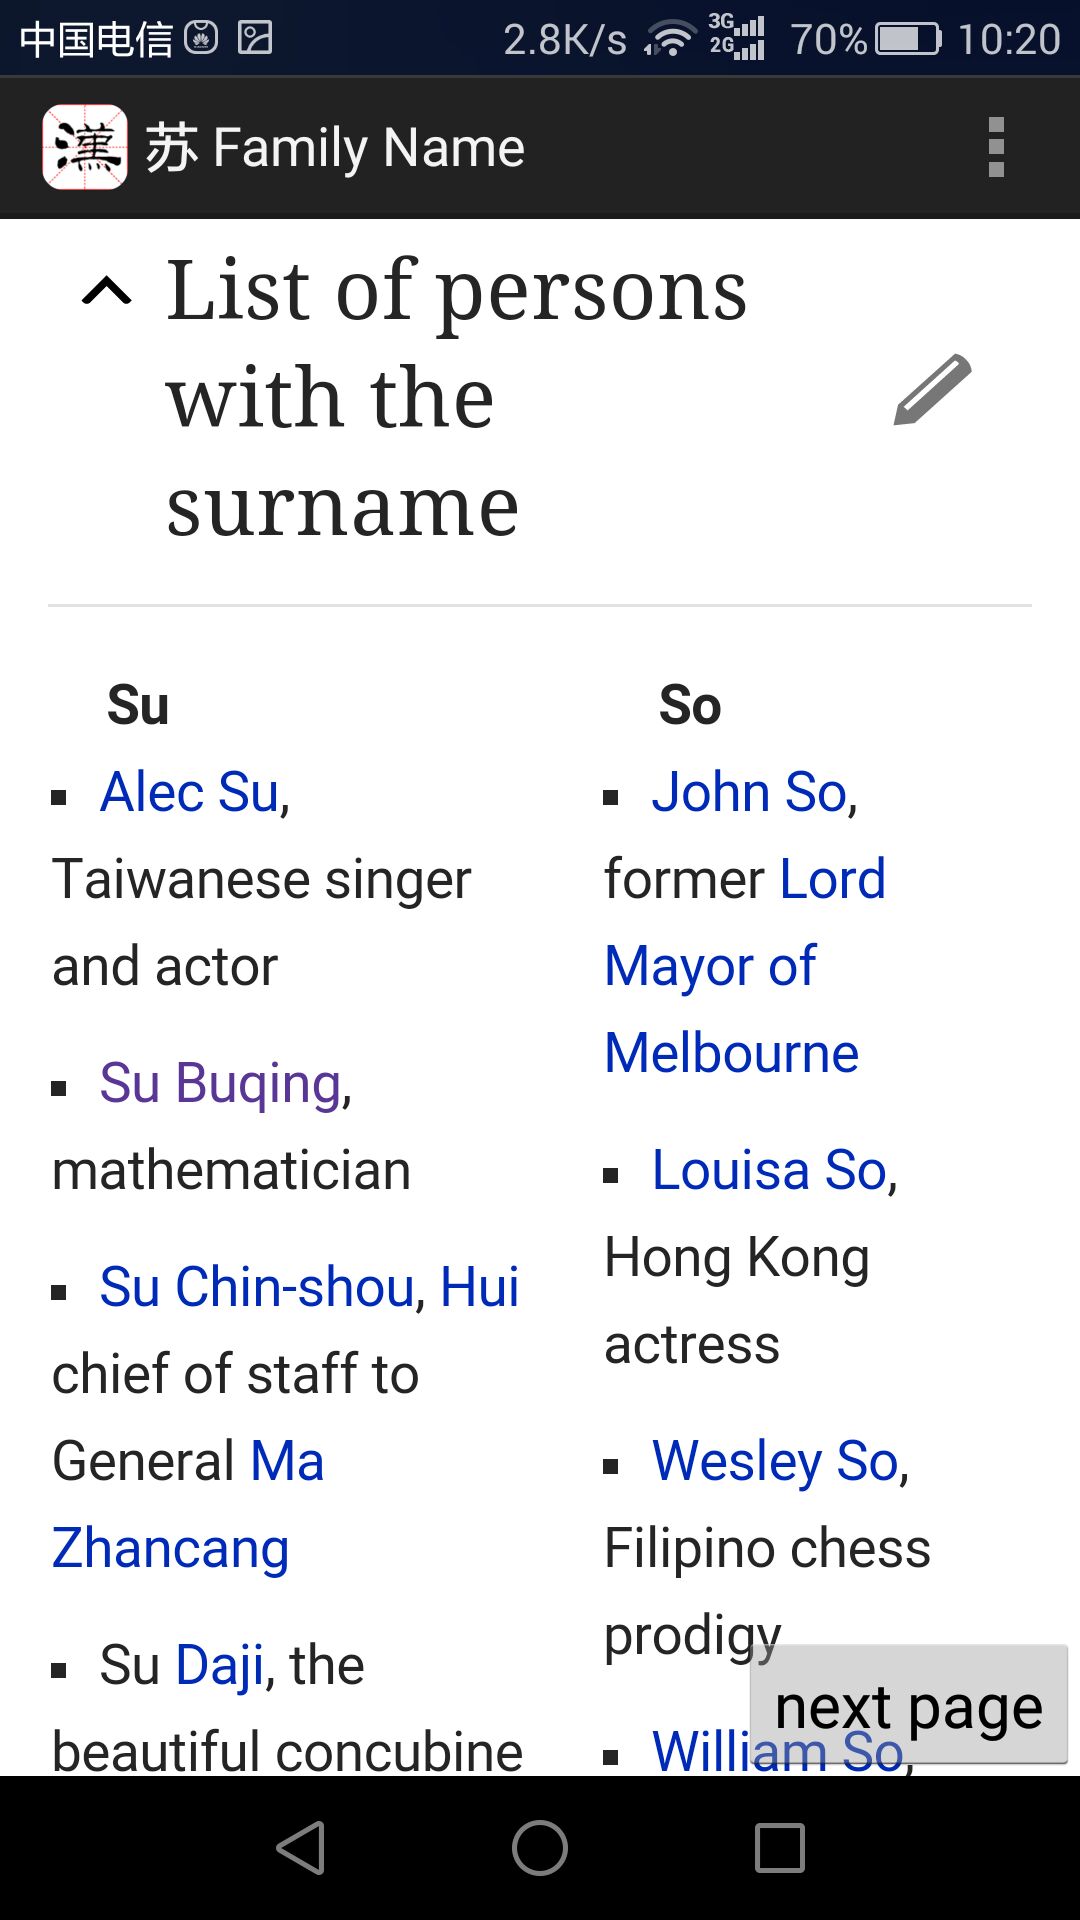 中国电信 2.8K/s 3G 2G 70% 10:20
漢 苏 Family Name
List of persons
with the
surname
Su
▪ Alec Su,
Taiwanese singer
and actor
▪ Su Buqing,
mathematician
▪ Su Chin-shou, Hui
chief of staff to
General Ma
Zhancang
▪ Su Daji, the
beautiful concubine
So
▪ John So,
former Lord
Mayor of
Melbourne
▪ Louisa So,
Hong Kong
actress
▪ Wesley So,
Filipino chess
prodigy
▪ William So,
next page